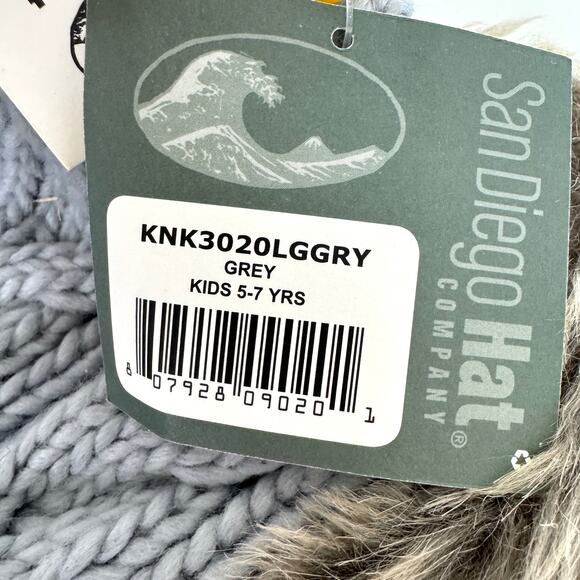 San Diego Hat®
COMPANY
KNK3020LGGRY
GREY
KIDS 5-7 YRS
8 07928 09020 1